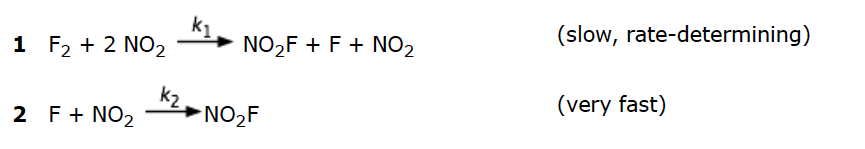 1 F₂ + 2 NO₂ k₁ → NO₂F + F + NO₂ (slow, rate-determining)
2 F + NO₂ k₂ → NO₂F (very fast)